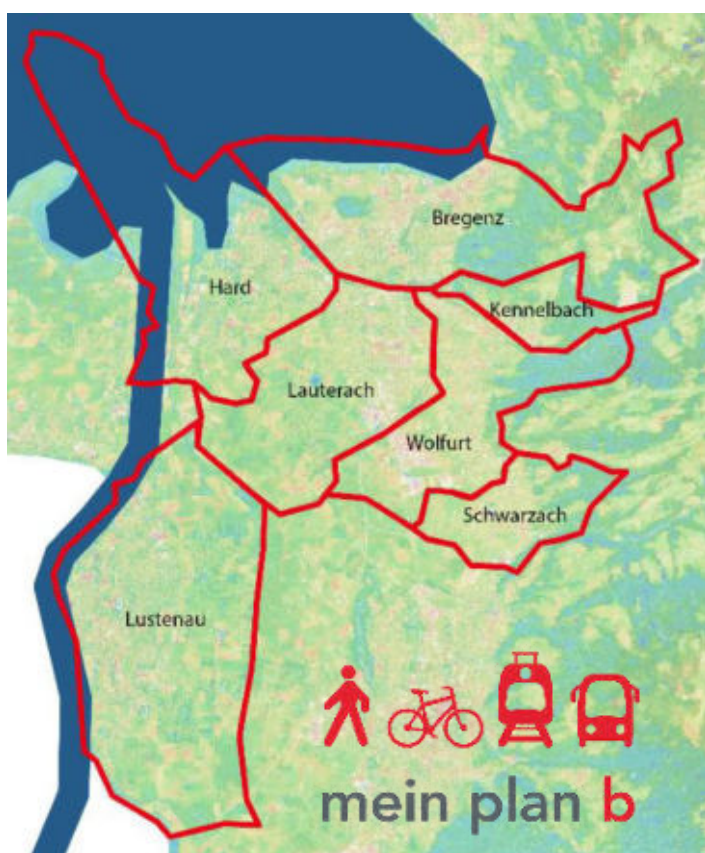 Bregenz
Hard
Kennelbach
Lauterach
Wolfurt
Schwarzach
Lustenau
mein plan b